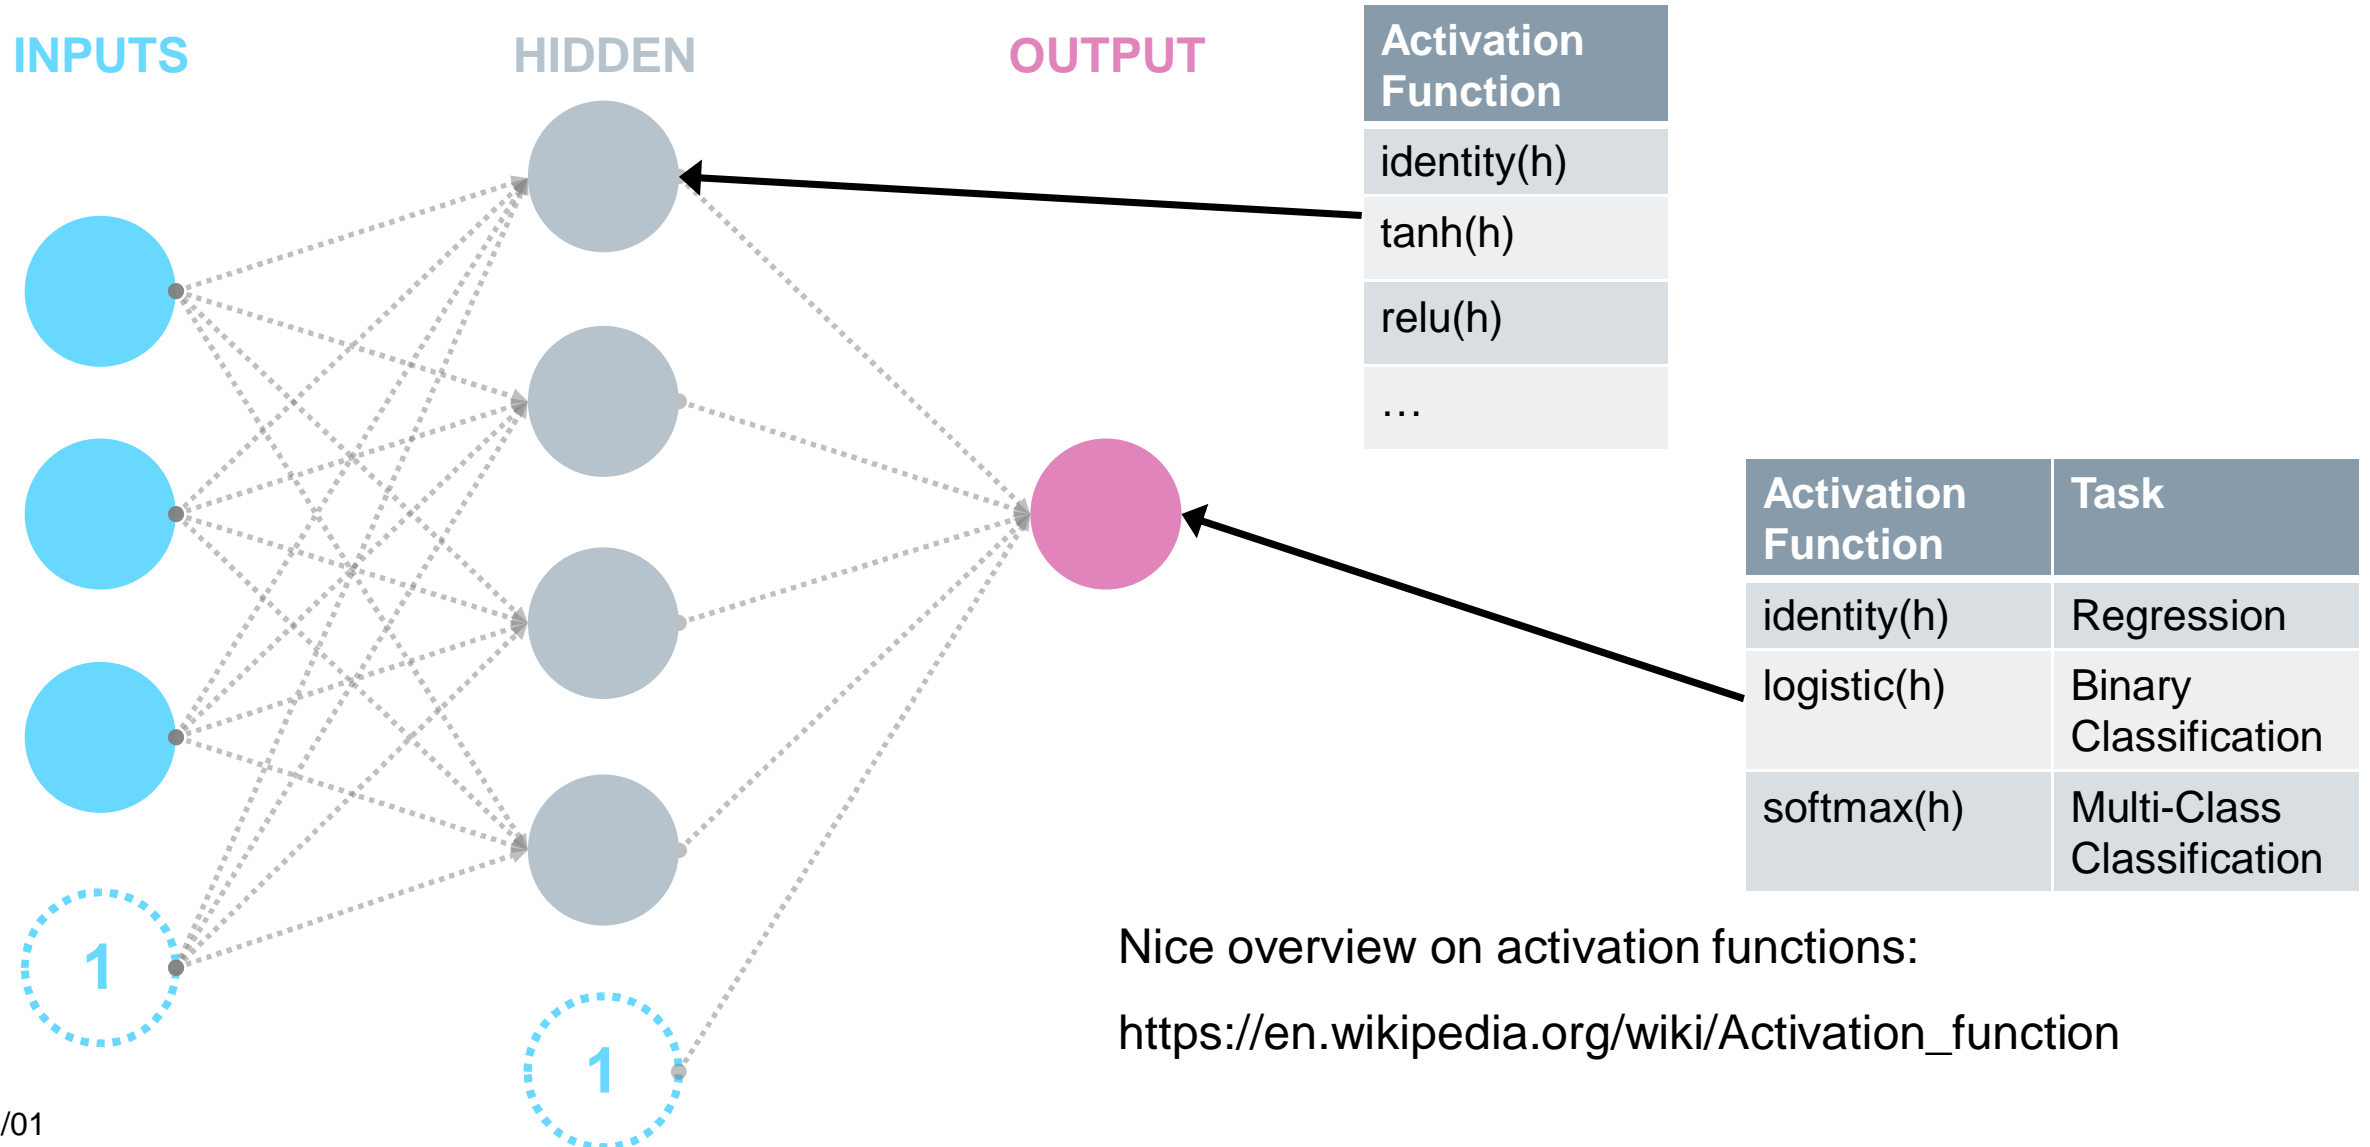 INPUTS
HIDDEN
OUTPUT
Activation
Function
identity(h)
tanh(h)
relu(h)
…
Activation
Function
Task
identity(h)
Regression
logistic(h)
Binary
Classification
softmax(h)
Multi-Class
Classification
1
1
Nice overview on activation functions:
https://en.wikipedia.org/wiki/Activation_function
/01